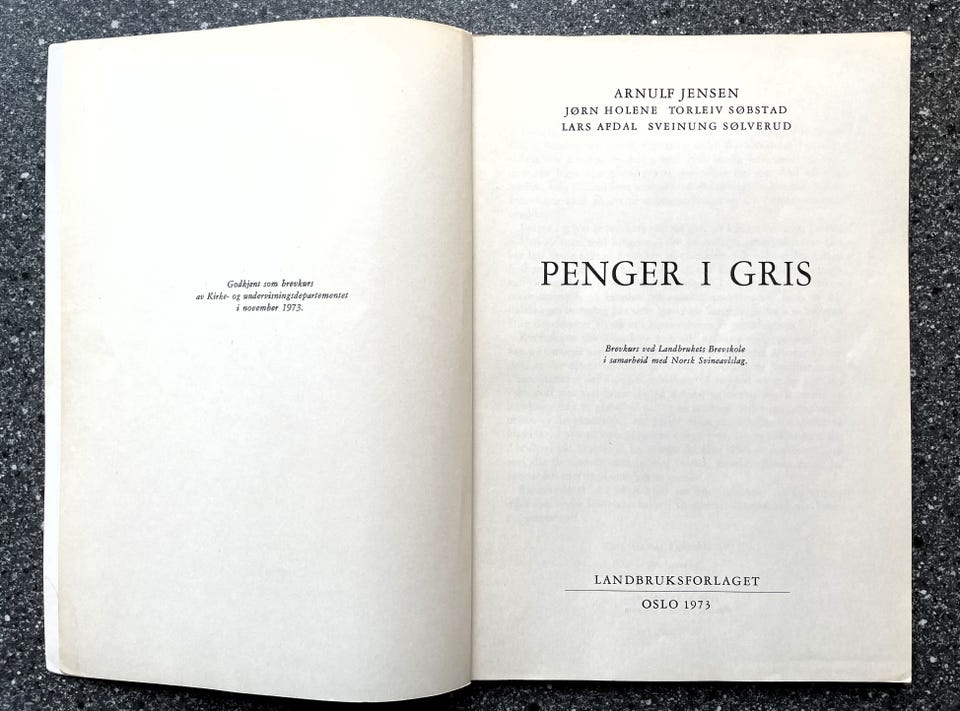 Godkjent som brevkurs
av Kirke- og undervisningsdepartementet
i november 1973.
ARNULF JENSEN
JØRN HOLENE TORLEIV SØBSTAD
LARS AFDAL SVEINUNG SØLVERUD
PENGER I GRIS
Brevkurs ved Landbrukets Brevskole
i samarbeid med Norsk Svineavlslag.
LANDBRUKSFORLAGET
OSLO 1973